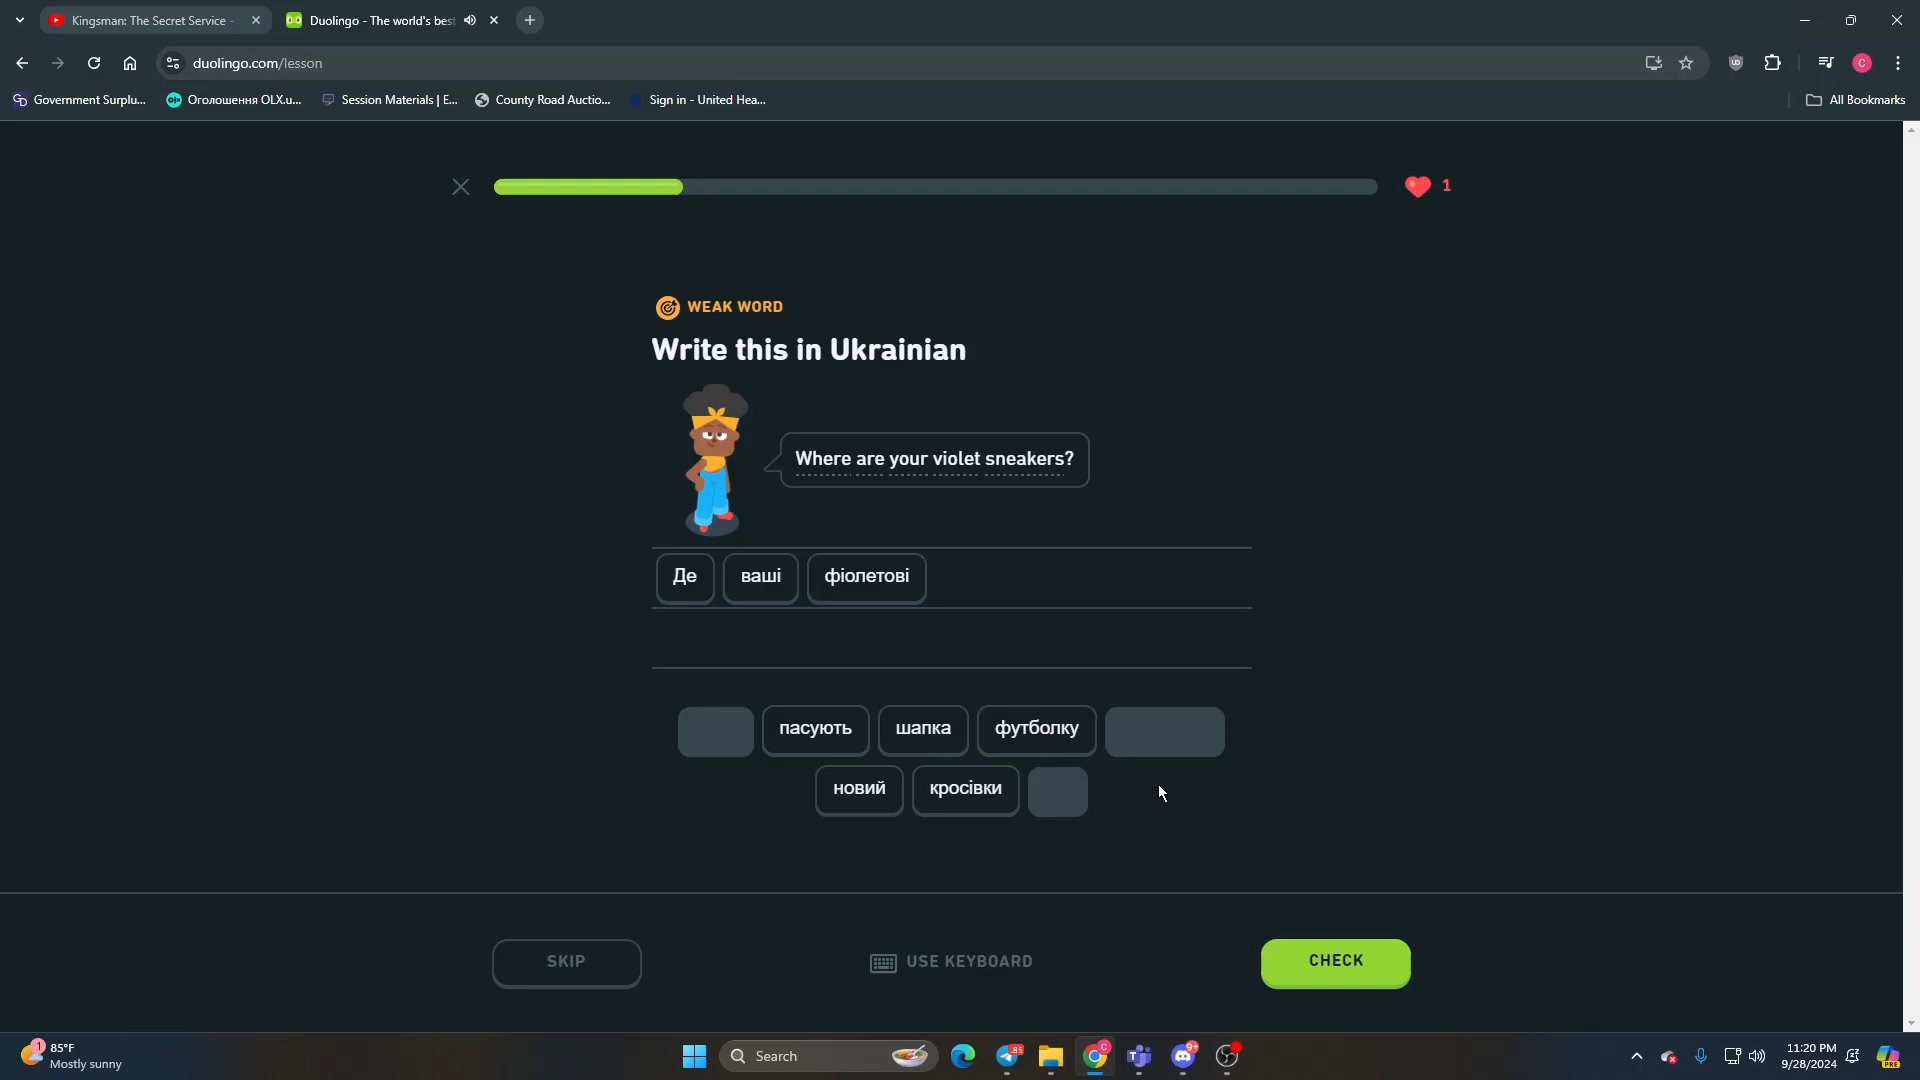 Kingsman: The Secret Service -
Duolingo - The world's best
duolingo.com/lesson
Government Surplu...
Оголошення OLX.u...
Session Materials | E...
County Road Auctio...
Sign in - United Hea...
All Bookmarks
1
WEAK WORD
Write this in Ukrainian
Where are your violet sneakers?
Де ваші фіолетові
пасують шапка футболку
новий кросівки
SKIP
USE KEYBOARD
CHECK
85°F
Mostly sunny
Search
11:20 PM
9/28/2024